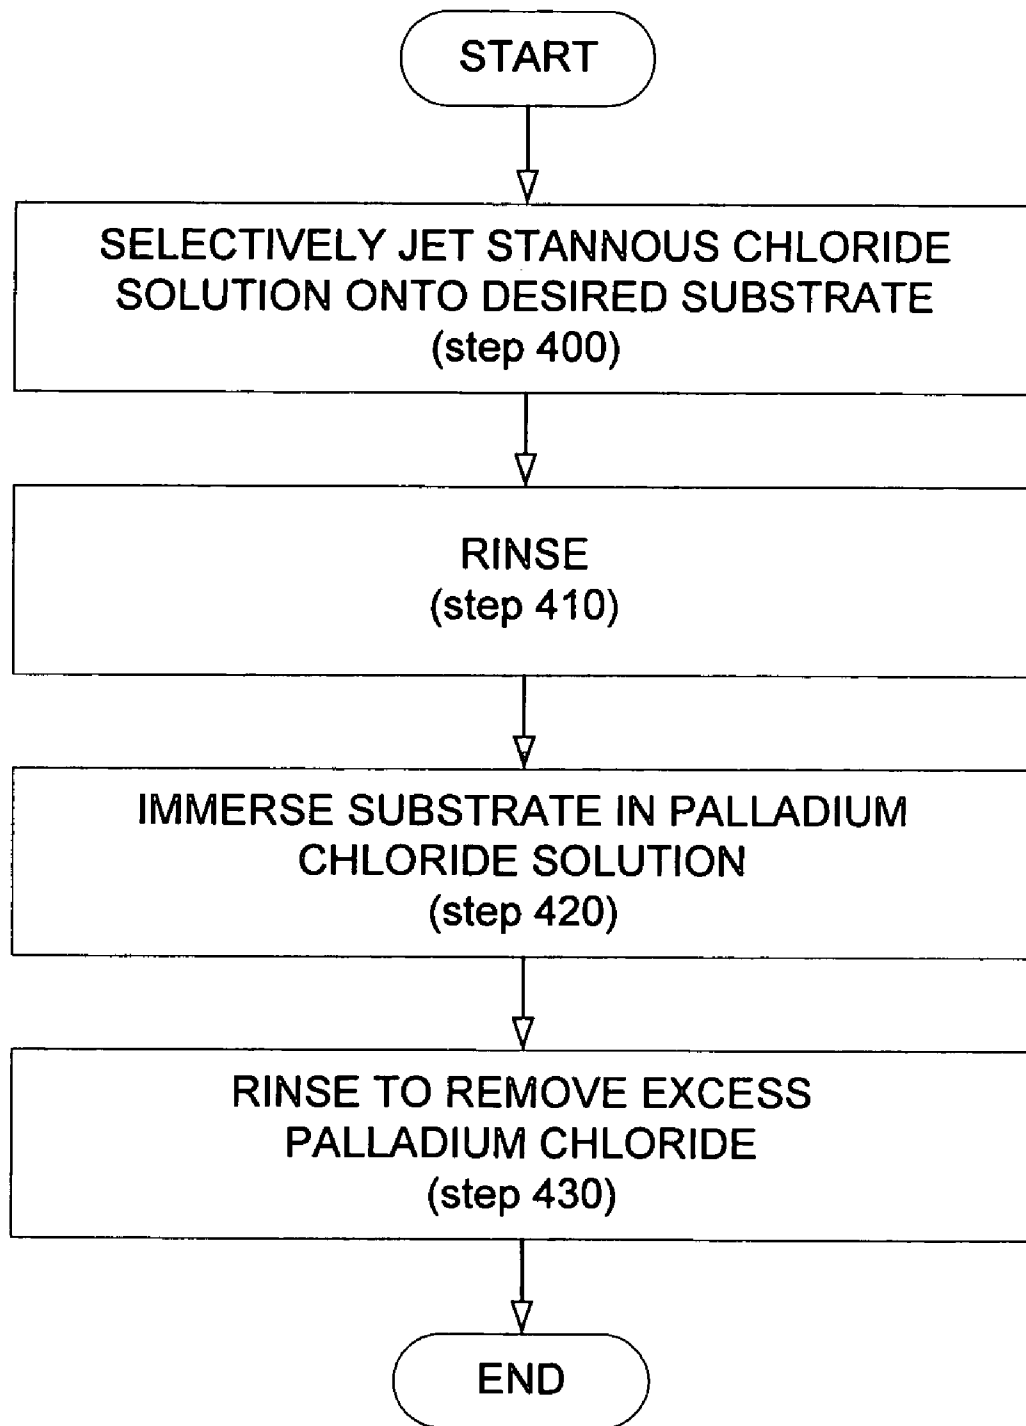 START
SELECTIVELY JET STANNOUS CHLORIDE
SOLUTION ONTO DESIRED SUBSTRATE
(step 400)
RINSE
(step 410)
IMMERSE SUBSTRATE IN PALLADIUM
CHLORIDE SOLUTION
(step 420)
RINSE TO REMOVE EXCESS
PALLADIUM CHLORIDE
(step 430)
END